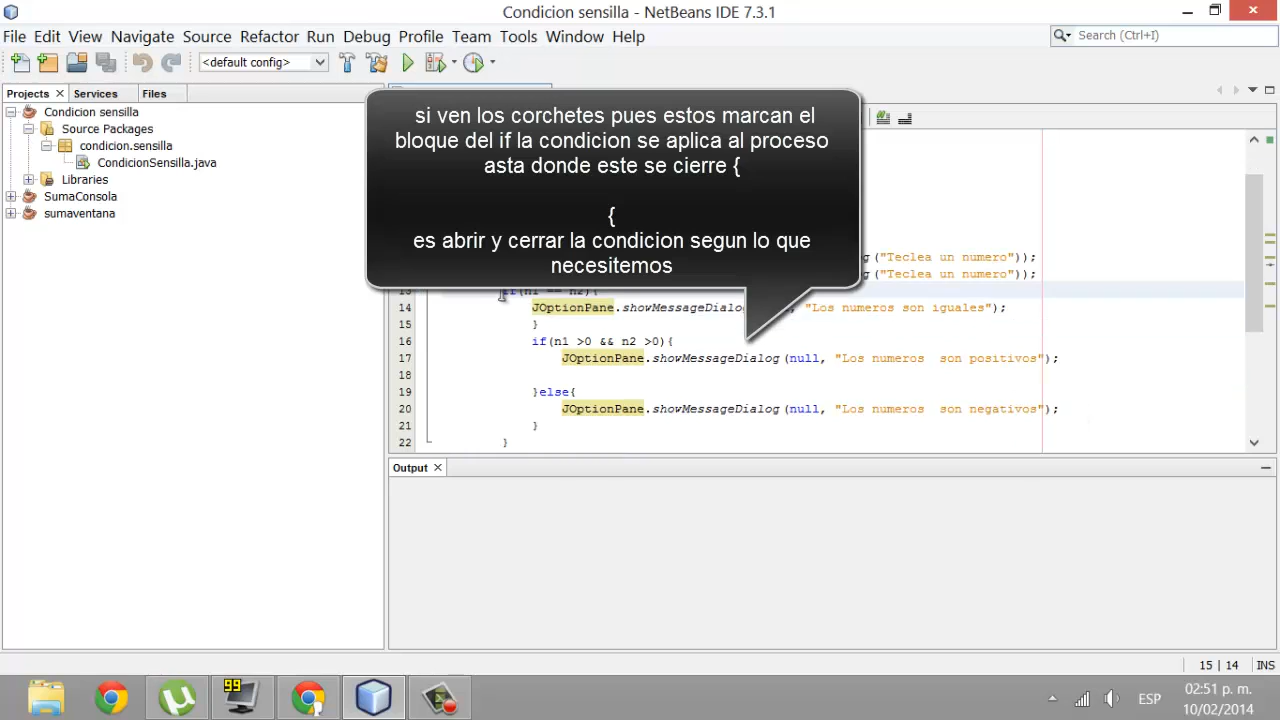 Condicion sensilla - NetBeans IDE 7.3.1
File Edit View Navigate Source Refactor Run Debug Profile Team Tools Window Help
Search (Ctrl+I)
<default config>
Projects Services Files
Condicion sensilla
Source Packages
condicion.sensilla
CondicionSensilla.java
Libraries
SumaConsola
sumaventana
si ven los corchetes pues estos marcan el
bloque del if la condicion se aplica al proceso
asta donde este se cierre {
{
es abrir y cerrar la condicion segun lo que
necesitemos
("Teclea un numero"));
("Teclea un numero"));
13 if(n1 == n2){
14 JOptionPane.showMessageDialog "Los numeros son iguales");
15 }
16 if(n1 >0 && n2 >0){
17 JOptionPane.showMessageDialog(null, "Los numeros  son positivos");
18
19 }else{
20 JOptionPane.showMessageDialog(null, "Los numeros  son negativos");
21 }
22 }
Output
15 | 14 INS
99
ESP
02:51 p. m.
10/02/2014